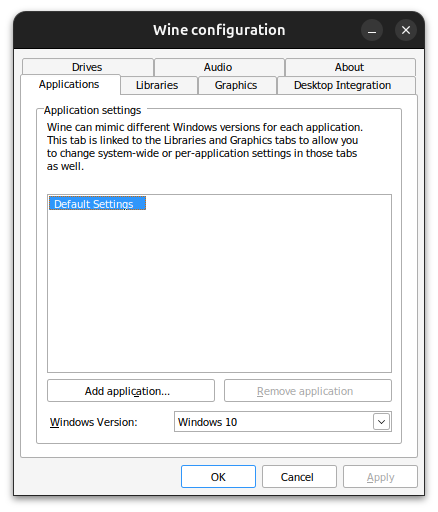 Wine configuration
Drives
Audio
About
Applications
Libraries
Graphics
Desktop Integration
Application settings
Wine can mimic different Windows versions for each application.
This tab is linked to the Libraries and Graphics tabs to allow you
to change system-wide or per-application settings in those tabs
as well.
Default Settings
Add application...
Remove application
Windows Version:
Windows 10
OK
Cancel
Apply